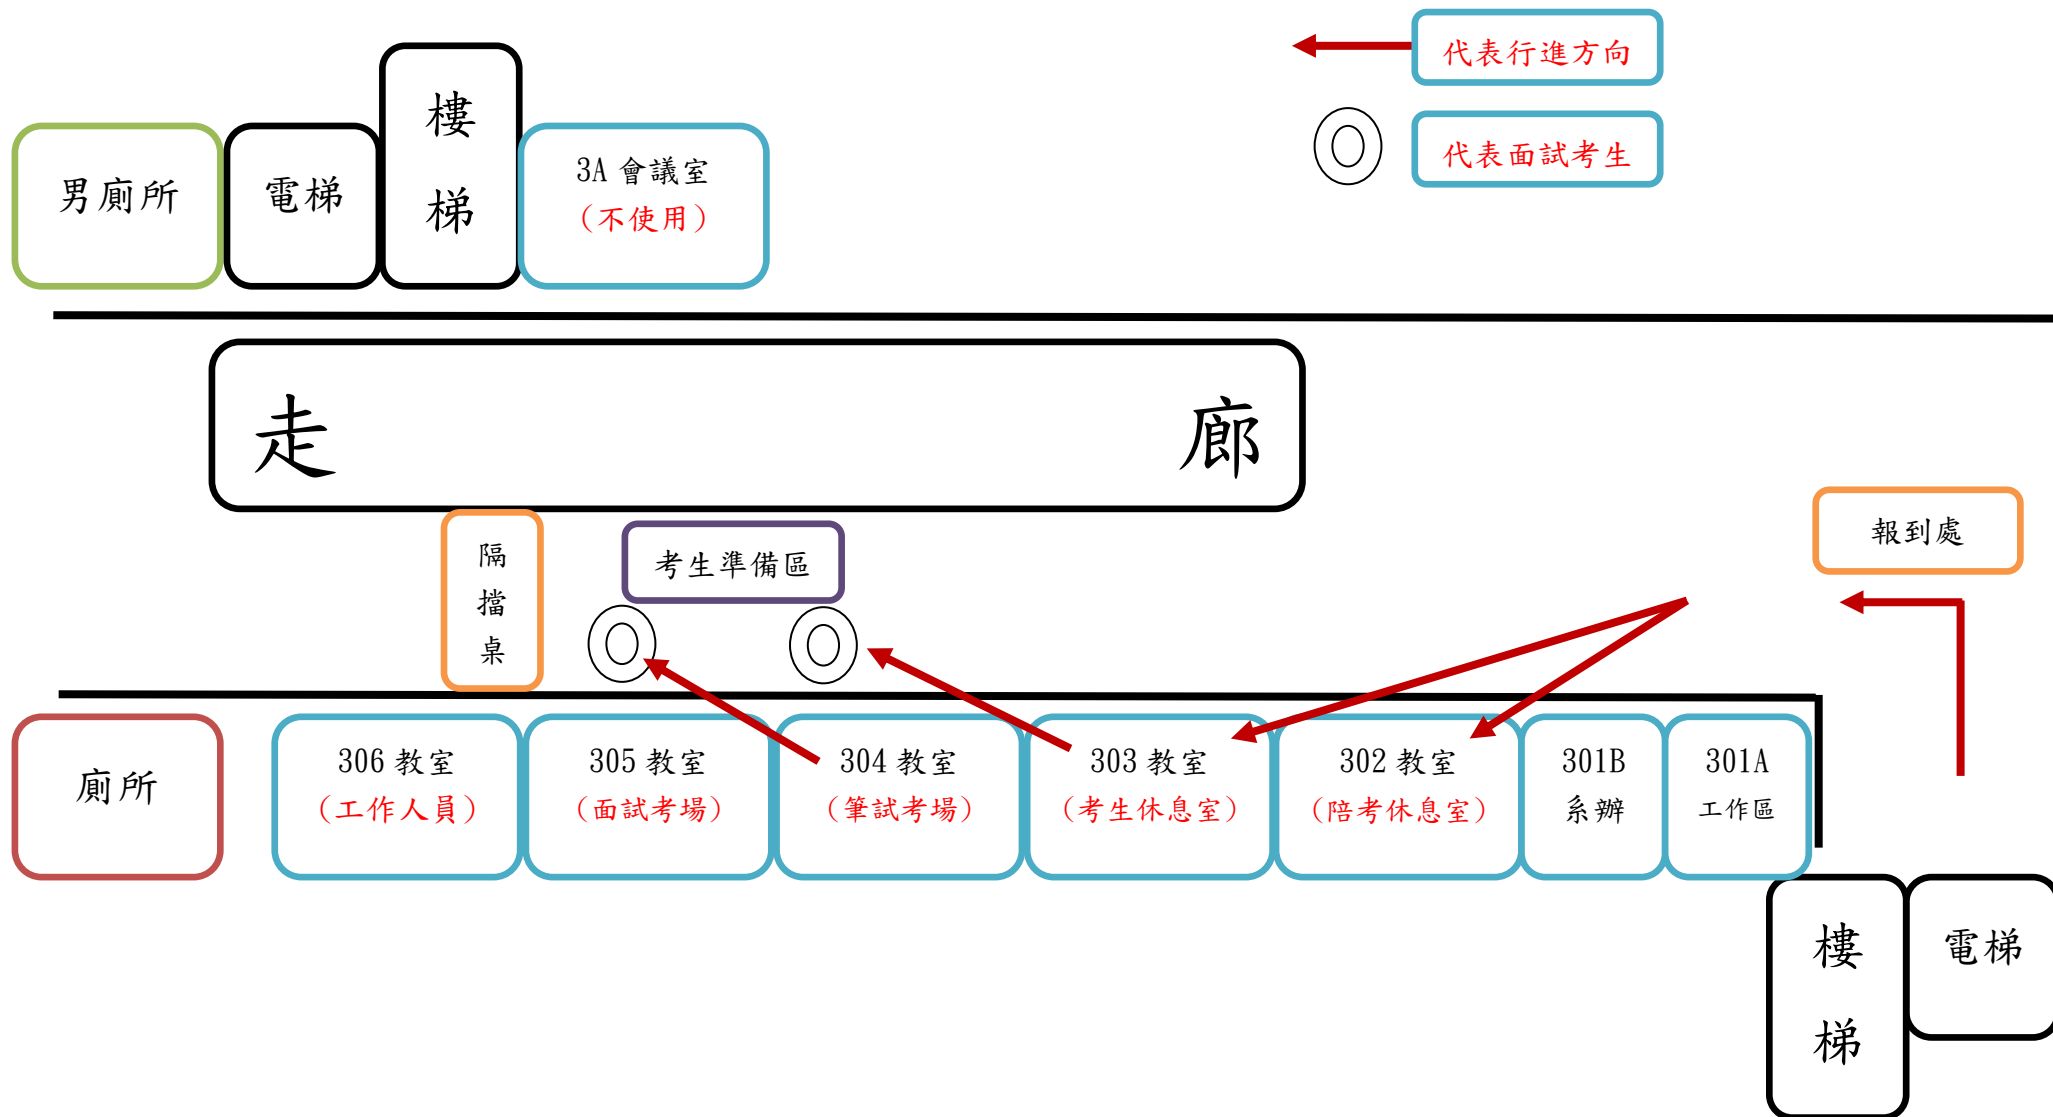 代表行進方向
代表面試考生
男廁所
電梯
樓
梯
3A 會議室
(不使用)
走 廊
隔
擋
桌
考生準備區
報到處
廁所
306 教室
(工作人員)
305 教室
(面試考場)
304 教室
(筆試考場)
303 教室
(考生休息室)
302 教室
(陪考休息室)
301B
系辦
301A
工作區
樓
梯
電梯